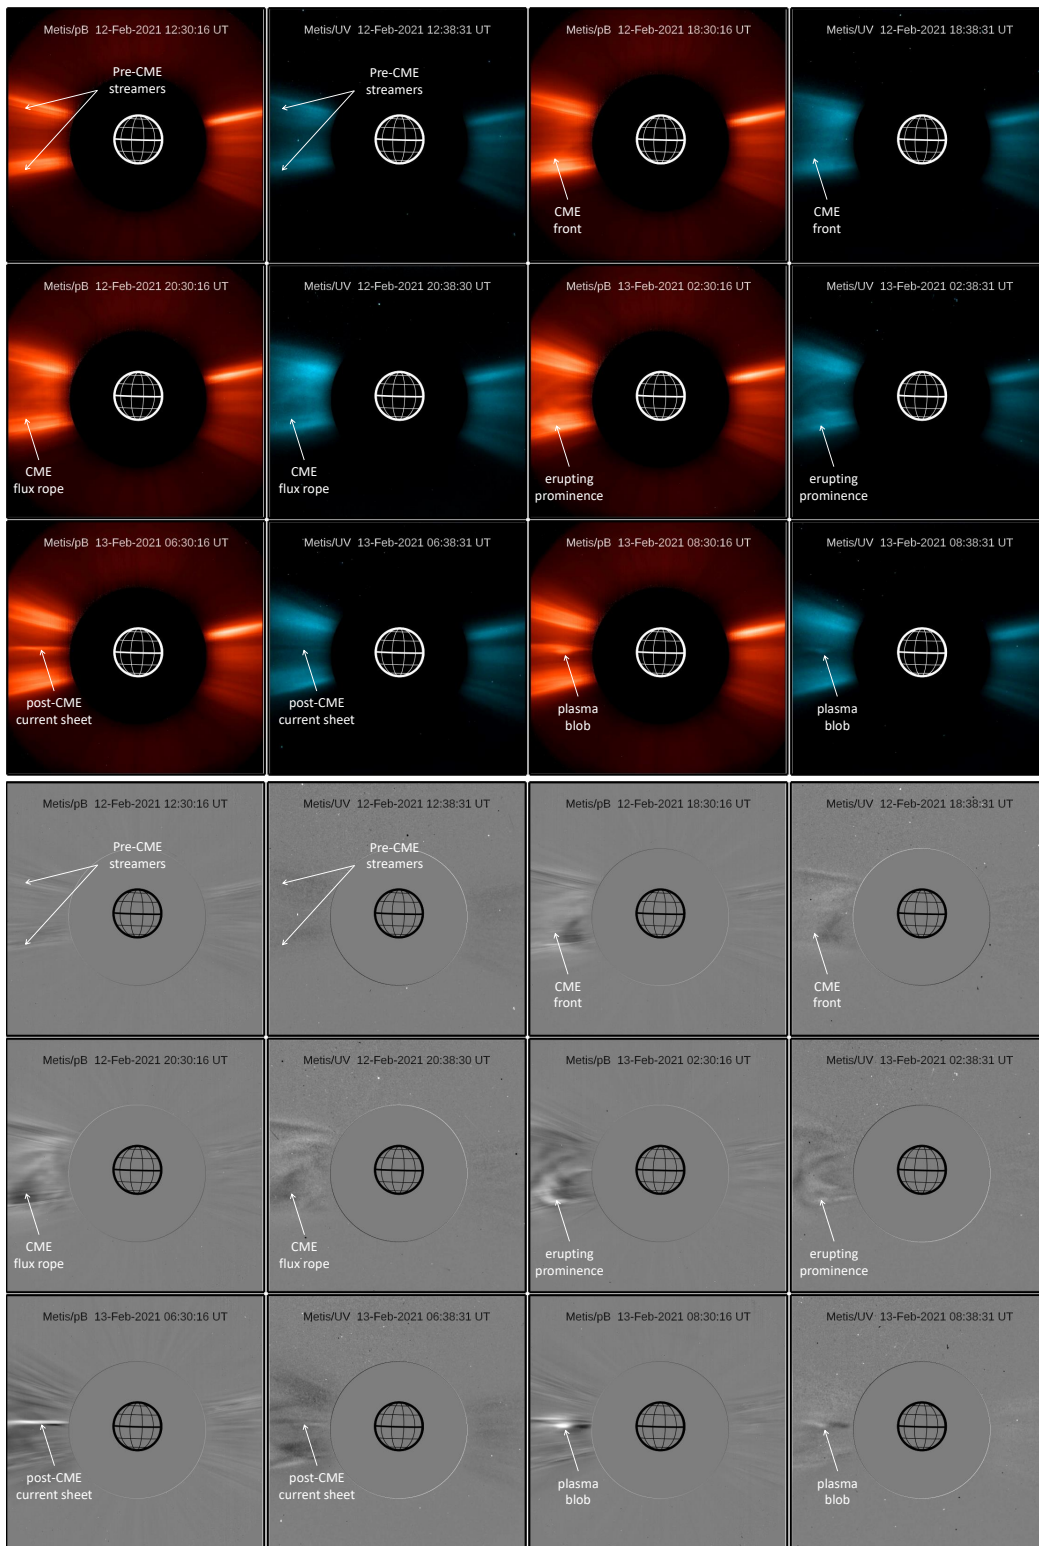 Metis/pB 12-Feb-2021 12:30:16 UT
Pre-CME
streamers
Metis/UV 12-Feb-2021 12:38:31 UT
Pre-CME
streamers
Metis/pB 12-Feb-2021 18:30:16 UT
CME
front
Metis/UV 12-Feb-2021 18:38:31 UT
CME
front
Metis/pB 12-Feb-2021 20:30:16 UT
CME
flux rope
Metis/UV 12-Feb-2021 20:38:30 UT
CME
flux rope
Metis/pB 13-Feb-2021 02:30:16 UT
erupting
prominence
Metis/UV 13-Feb-2021 02:38:31 UT
erupting
prominence
Metis/pB 13-Feb-2021 06:30:16 UT
post-CME
current sheet
Metis/UV 13-Feb-2021 06:38:31 UT
post-CME
current sheet
Metis/pB 13-Feb-2021 08:30:16 UT
plasma
blob
Metis/UV 13-Feb-2021 08:38:31 UT
plasma
blob
Metis/pB 12-Feb-2021 12:30:16 UT
Pre-CME
streamers
Metis/UV 12-Feb-2021 12:38:31 UT
Pre-CME
streamers
Metis/pB 12-Feb-2021 18:30:16 UT
CME
front
Metis/UV 12-Feb-2021 18:38:31 UT
CME
front
Metis/pB 12-Feb-2021 20:30:16 UT
CME
flux rope
Metis/UV 12-Feb-2021 20:38:30 UT
CME
flux rope
Metis/pB 13-Feb-2021 02:30:16 UT
erupting
prominence
Metis/UV 13-Feb-2021 02:38:31 UT
erupting
prominence
Metis/pB 13-Feb-2021 06:30:16 UT
post-CME
current sheet
Metis/UV 13-Feb-2021 06:38:31 UT
post-CME
current sheet
Metis/pB 13-Feb-2021 08:30:16 UT
plasma
blob
Metis/UV 13-Feb-2021 08:38:31 UT
plasma
blob